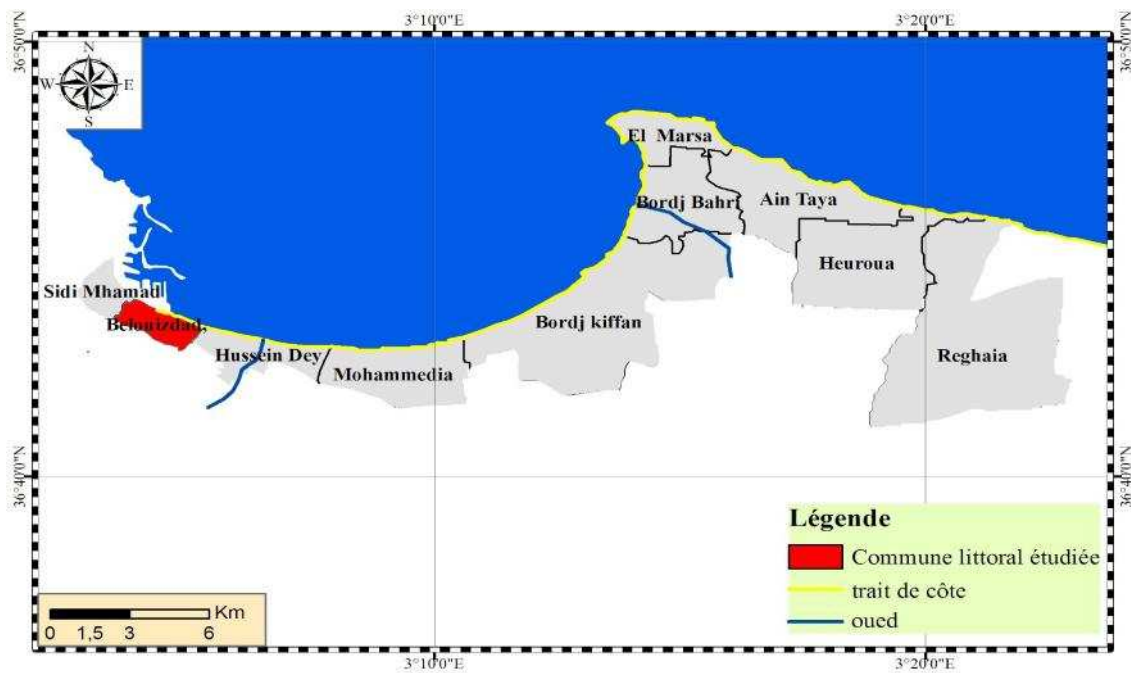 3°10'0"E
3°20'0"E
36°50'0"N
36°50'0"N
N
W E
S
El Marsa
Bordj Bahri
Ain Taya
Heuroua
Sidi Mhamad
Belouizdad,
Hussein Dey
Mohammedia
Bordj kiffan
Reghaia
36°40'0"N
36°40'0"N
Légende
Commune littoral étudiée
trait de côte
oued
Km
0 1,5 3 6
3°10'0"E
3°20'0"E